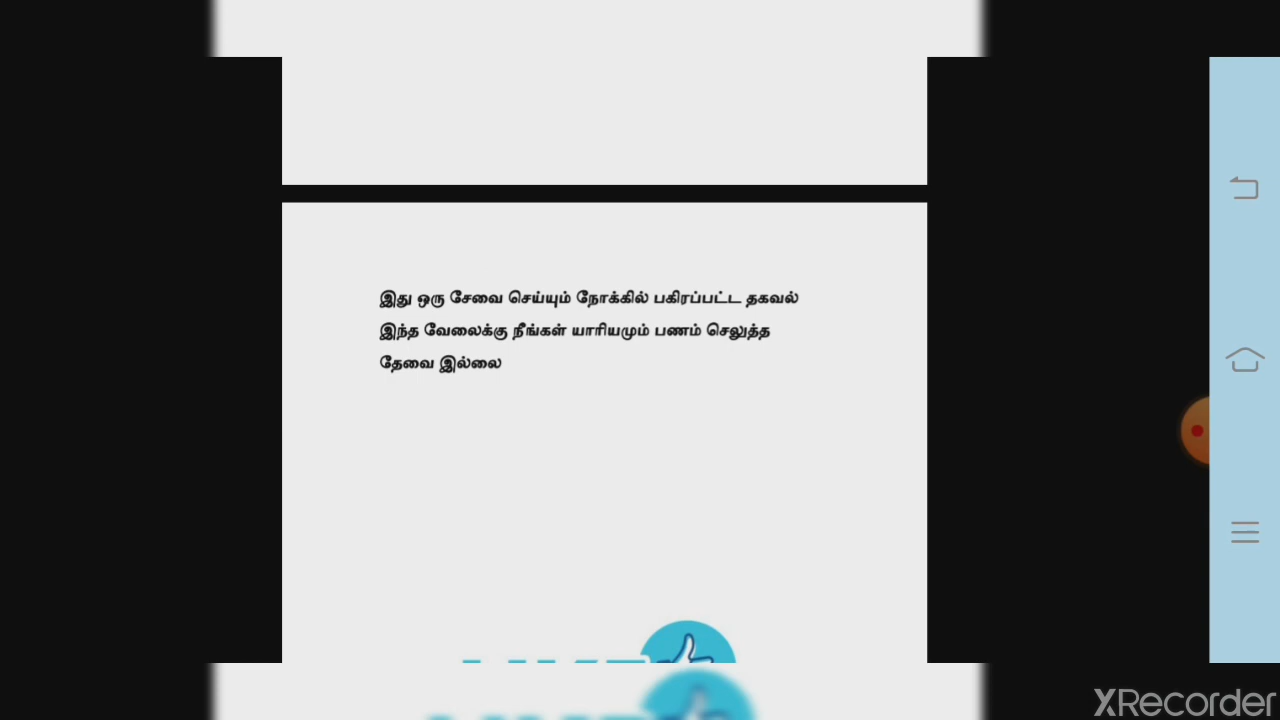 இது ஒரு சேவை செய்யும் நோக்கில் பகிரப்பட்ட தகவல்
இந்த வேலைக்கு நீங்கள் யாரியமும் பணம் செலுத்த
தேவை இல்லை
XRecorder